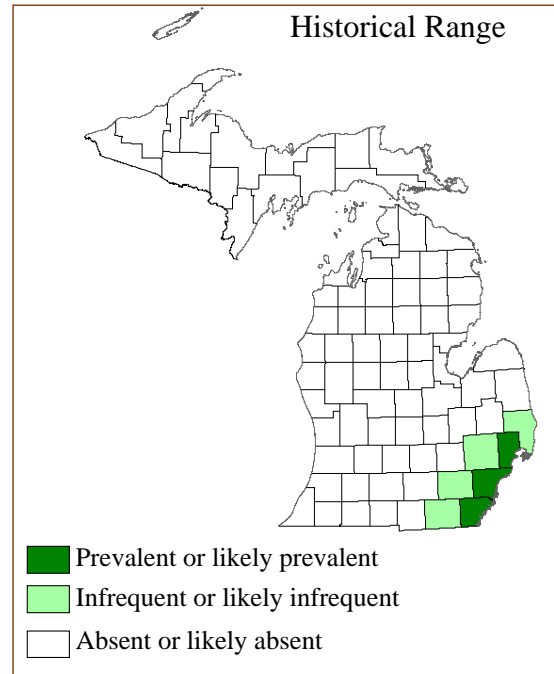 Historical Range
Prevalent or likely prevalent
Infrequent or likely infrequent
Absent or likely absent